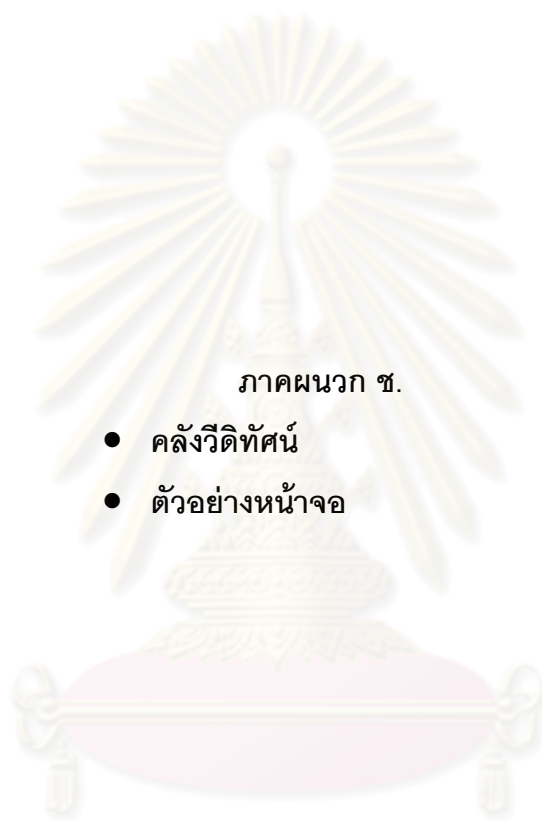 ภาคผนวก ช.
● คลังวีดิทัศน์
● ตัวอย่างหน้าจอ